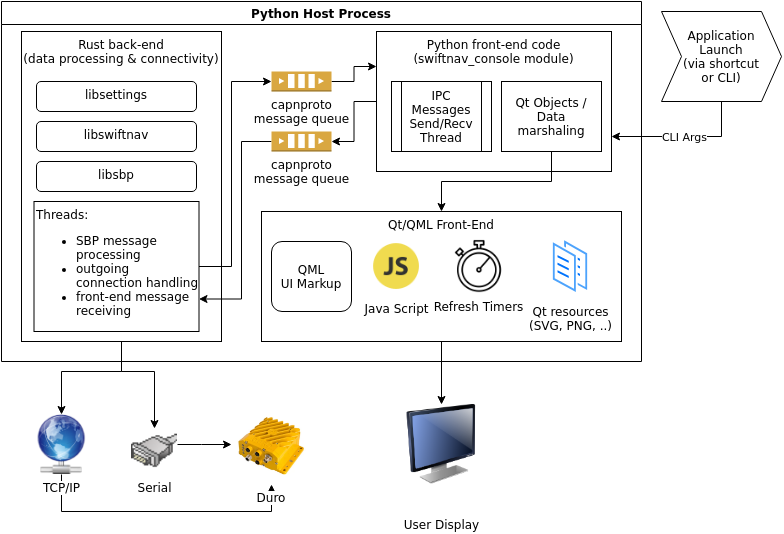 Python Host Process
Rust back-end
(data processing & connectivity)
libsettings
libswiftnav
libsbp
Threads:
SBP message
processing
outgoing
connection handling
front-end message
receiving
capnproto
message queue
capnproto
message queue
Python front-end code
(swiftnav_console module)
IPC
Messages
Send/Recv
Thread
Qt Objects /
Data
marshaling
Application
Launch
(via shortcut
or CLI)
CLI Args
Qt/QML Front-End
QML
UI Markup
JS
Java Script
Refresh Timers
Qt resources
(SVG, PNG, ..)
TCP/IP
Serial
Duro
User Display